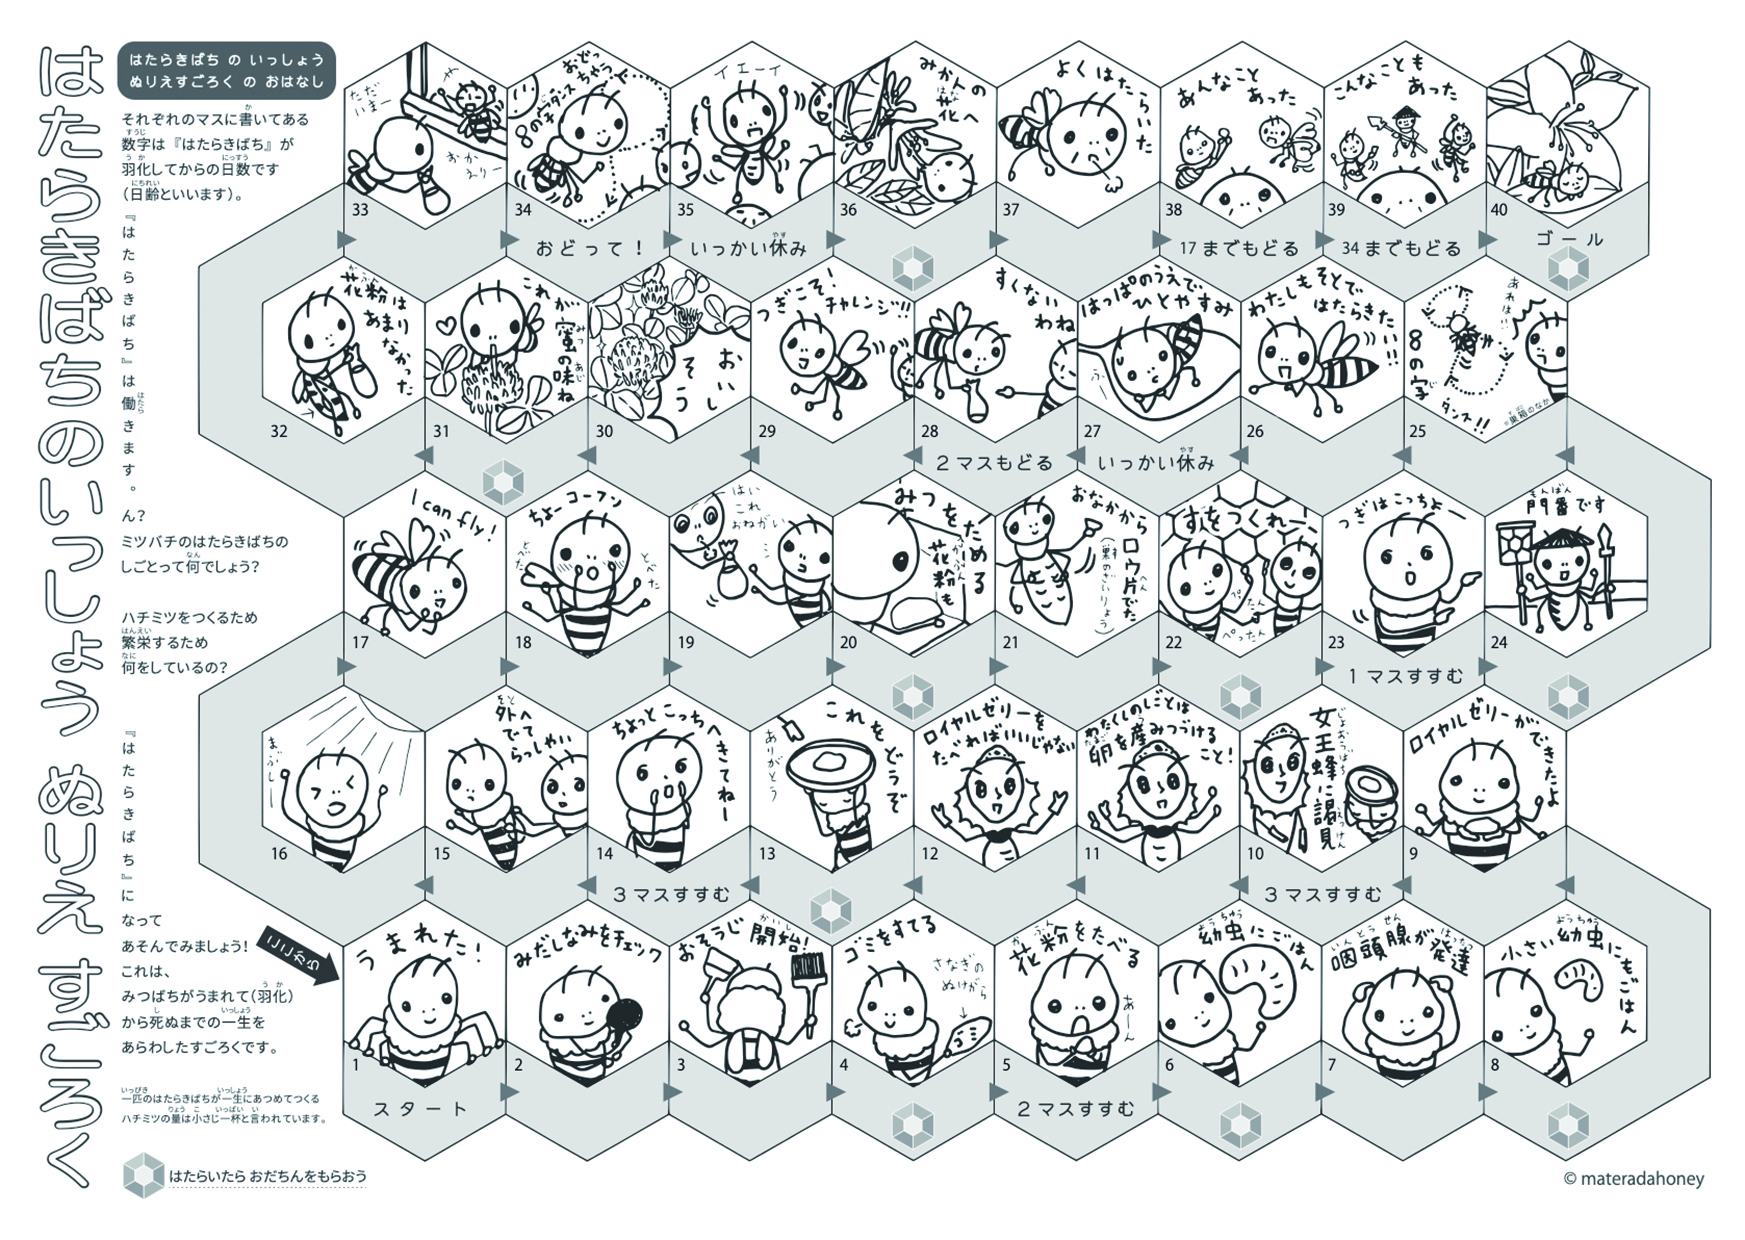 はたらきばちのいっしょう ぬりえ すごろく
はたらきばち の いっしょう
ぬりえすごろく の おはなし
それぞれのマスに書いてある
数字は『はたらきばち』が
羽化してからの日数です
（日齢といいます）。
『はたらきばち』は働きます。
ん？
ミツバチのはたらきばちの
しごとって何でしょう？
ハチミツをつくるため
繁栄するため
何をしているの？
『はたらきばち』に
なって
あそんでみましょう！
これは、
みつばちがうまれて（羽化）
から死ぬまでの一生を
あらわしたすごろくです。
一匹のはたらきばちが一生にあつめてつくる
ハチミツの量は小さじ一杯と言われています。
はたらいたら おだちんをもらおう
ここから
うまれた！
1
スタート
みだしなみをチェック
2
おそうじ開始！
3
ゴミをすてる
さなぎの
ぬけがら
4
花粉をたべる
あーん
5
2マスすすむ
幼虫にごはん
6
咽頭腺が発達
7
小さい幼虫にもごはん
8
ロイヤルゼリーができたよ
9
女王蜂に謁見
10
3マスすすむ
わたくしのしごとは
卵を産みつづける
こと！
11
ロイヤルゼリーを
たべればいいじゃない
12
これをどうぞ
ありがとう
13
ちょっとこっちへきてねー
14
3マスすすむ
外へ
でて
らっしゃい
15
まぶしー
16
I can fly!
17
ちょーコーフン
とべた
とべた
18
はい
これ
おねがい
19
みつをためる
花粉も
20
おなかから
ロウ片でた
（巣のざいりょう）
21
すをつくれー！
ぺったん
ぺったん
22
つぎはこっちよー
23
1マスすすむ
門番です
24
あれは！！
8の字
ダンス！！
※巣箱のなか
25
わたしもそとで
はたらきたい！！
26
はっぱのうえで
ひとやすみ
ふー
27
いっかい休み
すくない
わね
28
2マスもどる
つぎこそ！
チャレンジ！！
29
おいしそう
30
これが
蜜の味ね
31
花粉は
あまり
なかった
32
ただ
いまー
おか
えりー
33
おどっ
ちゃう
8の字ダンス
34
おどって！
イエーイ
35
いっかい休み
みかんの
花へ
36
よくはたらいた
37
あんなこと
あった
38
17までもどる
こんなことも
あった
39
34までもどる
40
ゴール
© materadahoney